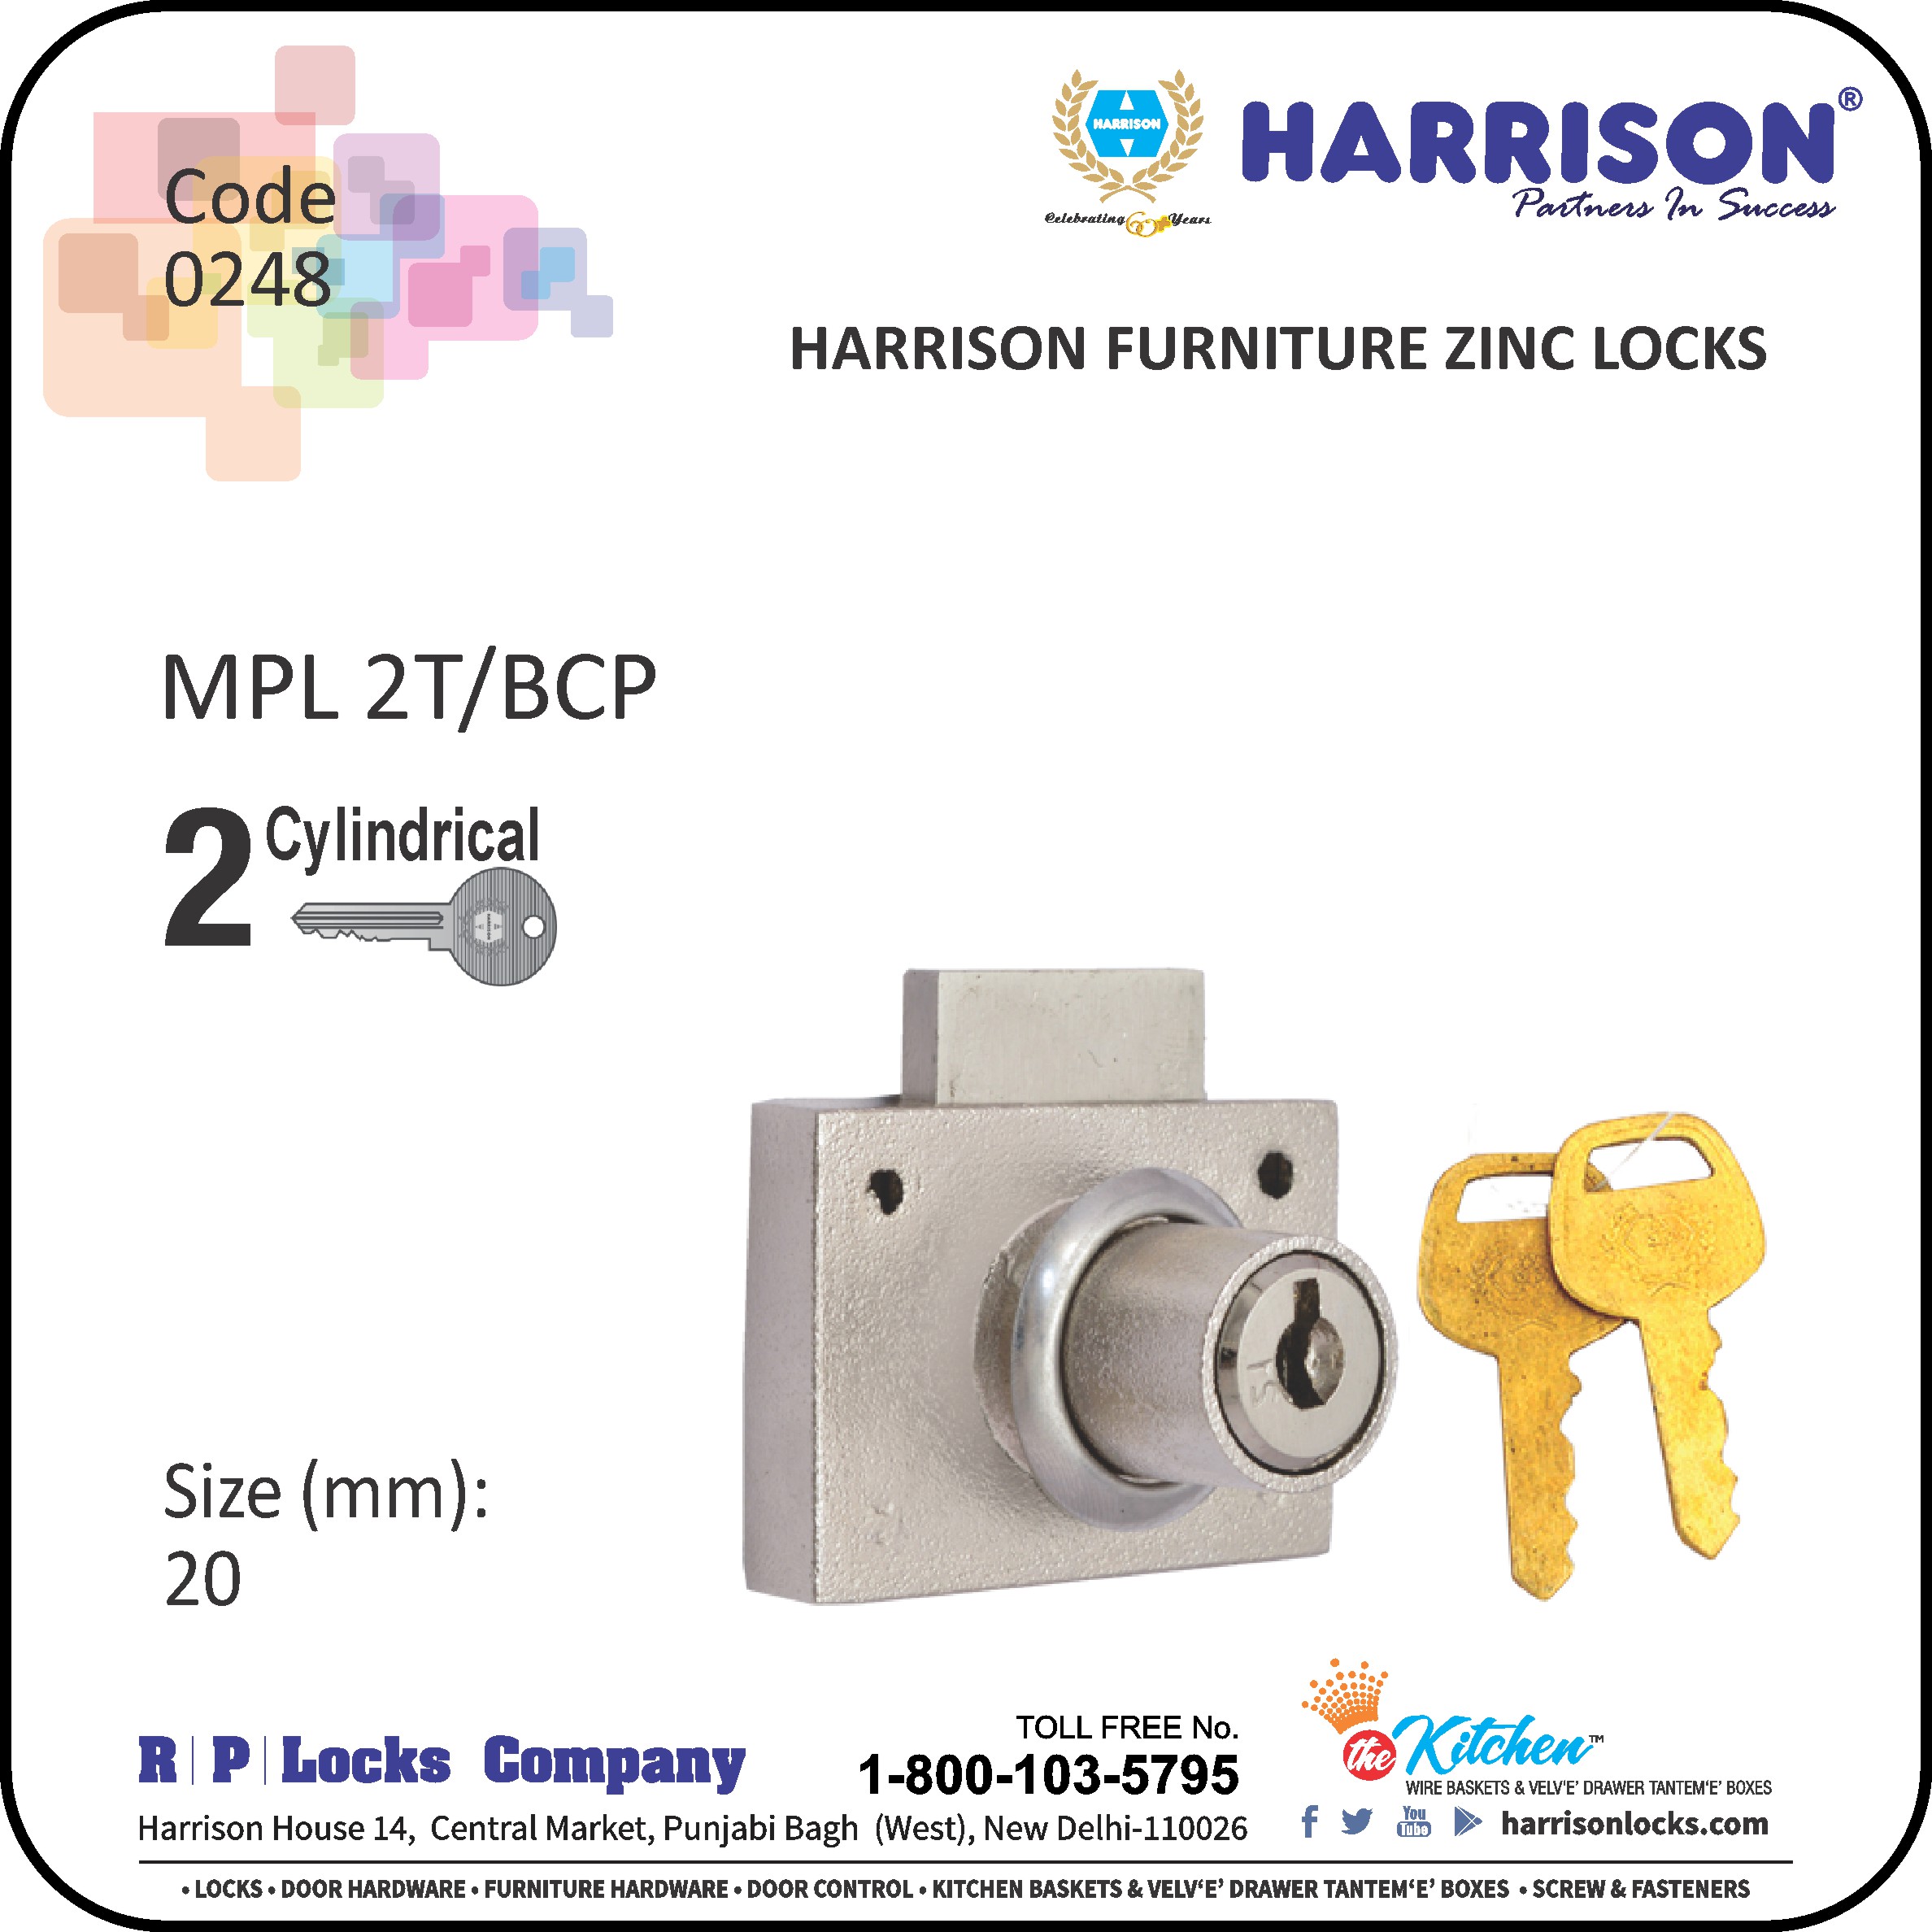 Code
0248
HARRISON
Celebrating 60 Years
HARRISON®
Partners In Success
HARRISON FURNITURE ZINC LOCKS
MPL 2T/BCP
2 Cylindrical
HARRISON
Size (mm):
20
R|P|Locks Company
Harrison House 14, Central Market, Punjabi Bagh (West), New Delhi-110026
TOLL FREE No.
1-800-103-5795
the Kitchen™
WIRE BASKETS & VELV'E' DRAWER TANTEM‘E’ BOXES
You
Tube
harrisonlocks.com
• LOCKS • DOOR HARDWARE • FURNITURE HARDWARE • DOOR CONTROL • KITCHEN BASKETS & VELV‘E’ DRAWER TANTEM‘E’ BOXES • SCREW & FASTENERS